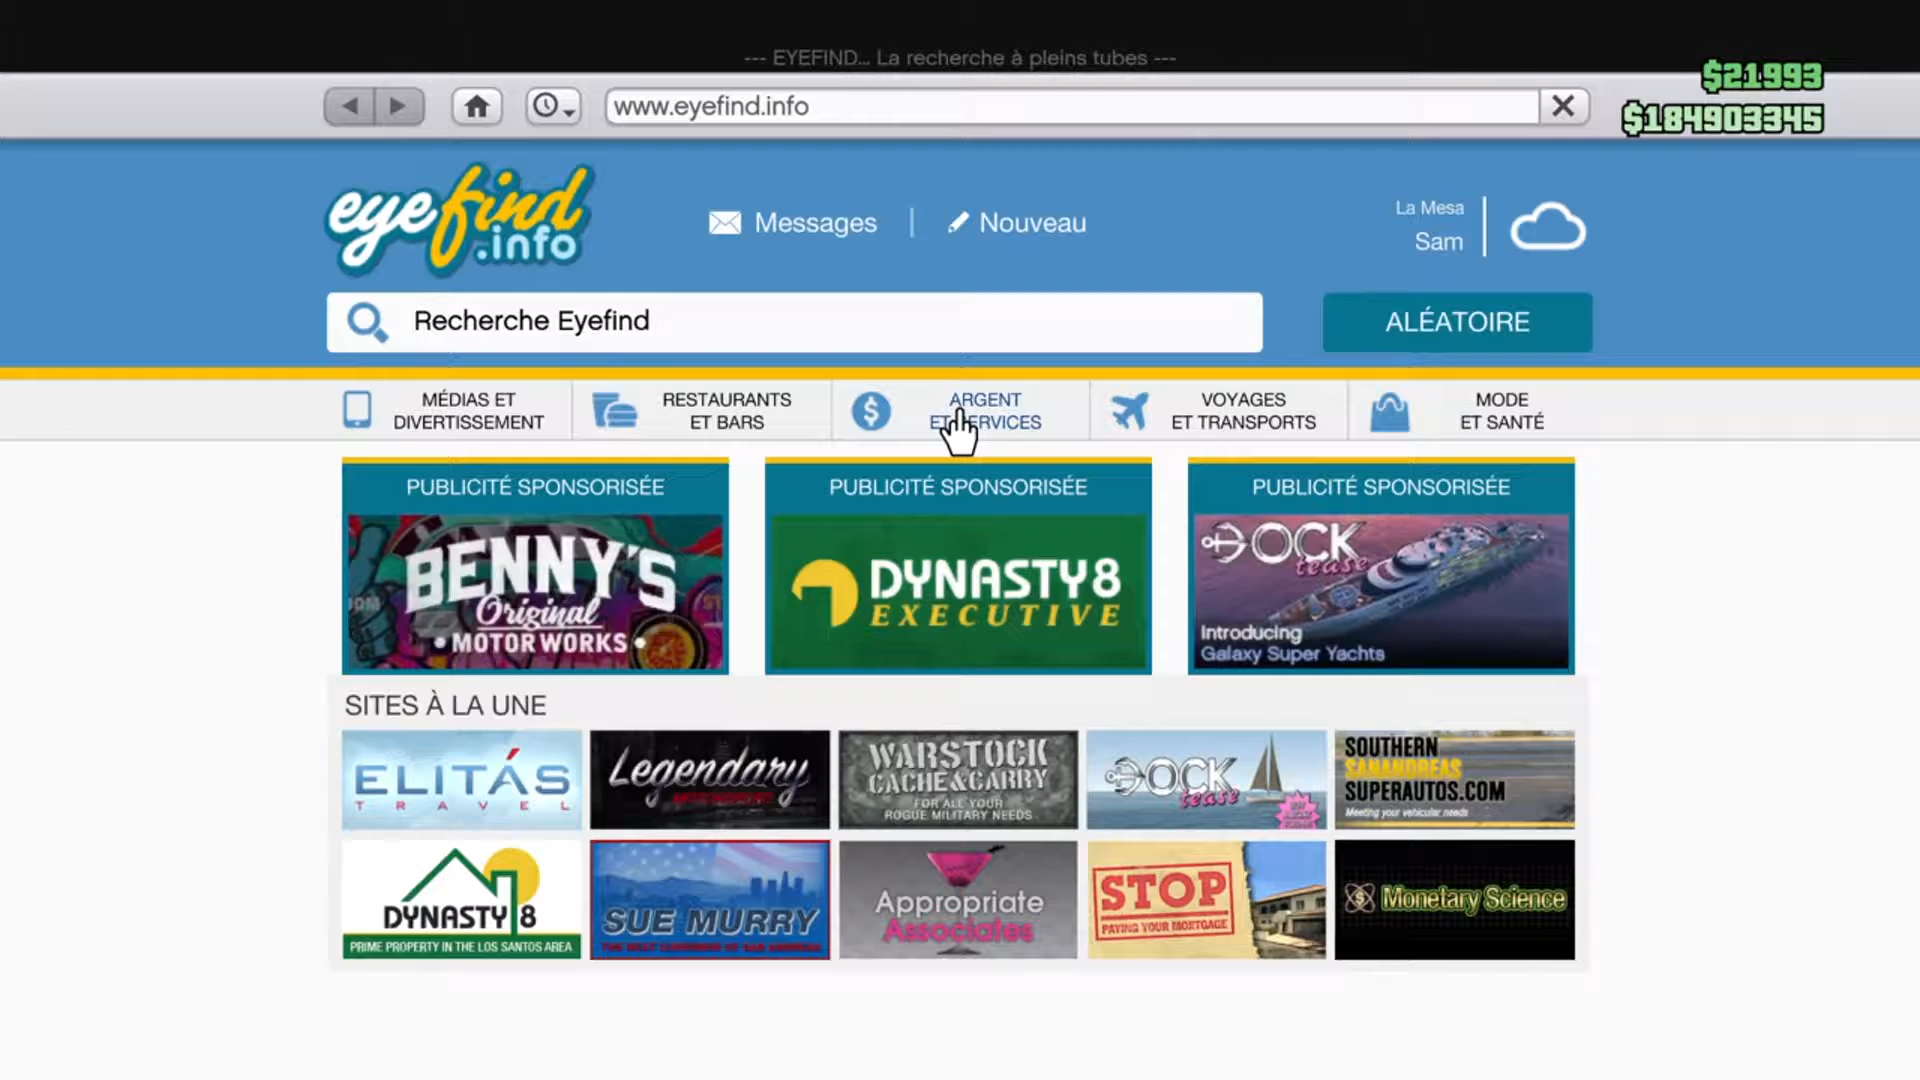 --- EYEFIND... La recherche à pleins tubes ---
$21993
www.eyefind.info
$184903345
eyefind
.info
Messages
Nouveau
La Mesa
Sam
Recherche Eyefind
ALÉATOIRE
MÉDIAS ET
DIVERTISSEMENT
RESTAURANTS
ET BARS
ARGENT
ET SERVICES
VOYAGES
ET TRANSPORTS
MODE
ET SANTÉ
PUBLICITÉ SPONSORISÉE
BENNY'S
Original
MOTOR WORKS
PUBLICITÉ SPONSORISÉE
DYNASTY 8
EXECUTIVE
PUBLICITÉ SPONSORISÉE
DOCK
tease
Introducing
Galaxy Super Yachts
SITES À LA UNE
ELITÁS
TRAVEL
Legendary
WARSTOCK
CACHE & CARRY
FOR ALL YOUR
ROGUE MILITARY NEEDS
DOCK
tease
SOUTHERN
SANANDREAS
SUPERAUTOS.COM
Meeting your vehicular needs
DYNASTY 8
PRIME PROPERTY IN THE LOS SANTOS AREA
SUE MURRY
Appropriate
Associates
STOP
PAYING YOUR MORTGAGE
Monetary Science